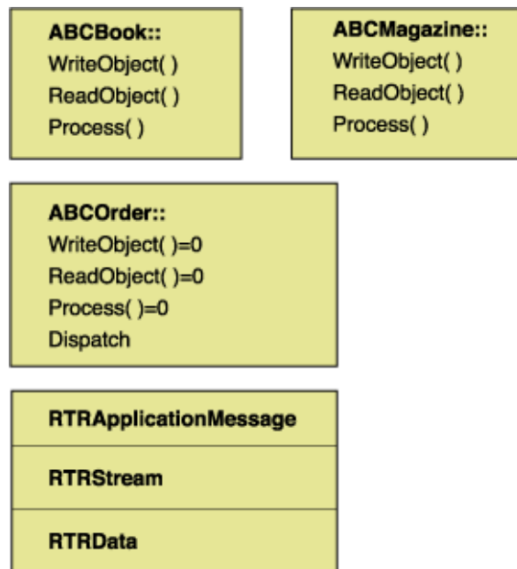 ABCBook::
WriteObject( )
ReadObject( )
Process( )
ABCMagazine::
WriteObject( )
ReadObject( )
Process( )
ABCOrder::
WriteObject( )=0
ReadObject( )=0
Process( )=0
Dispatch
RTRApplicationMessage
RTRStream
RTRData